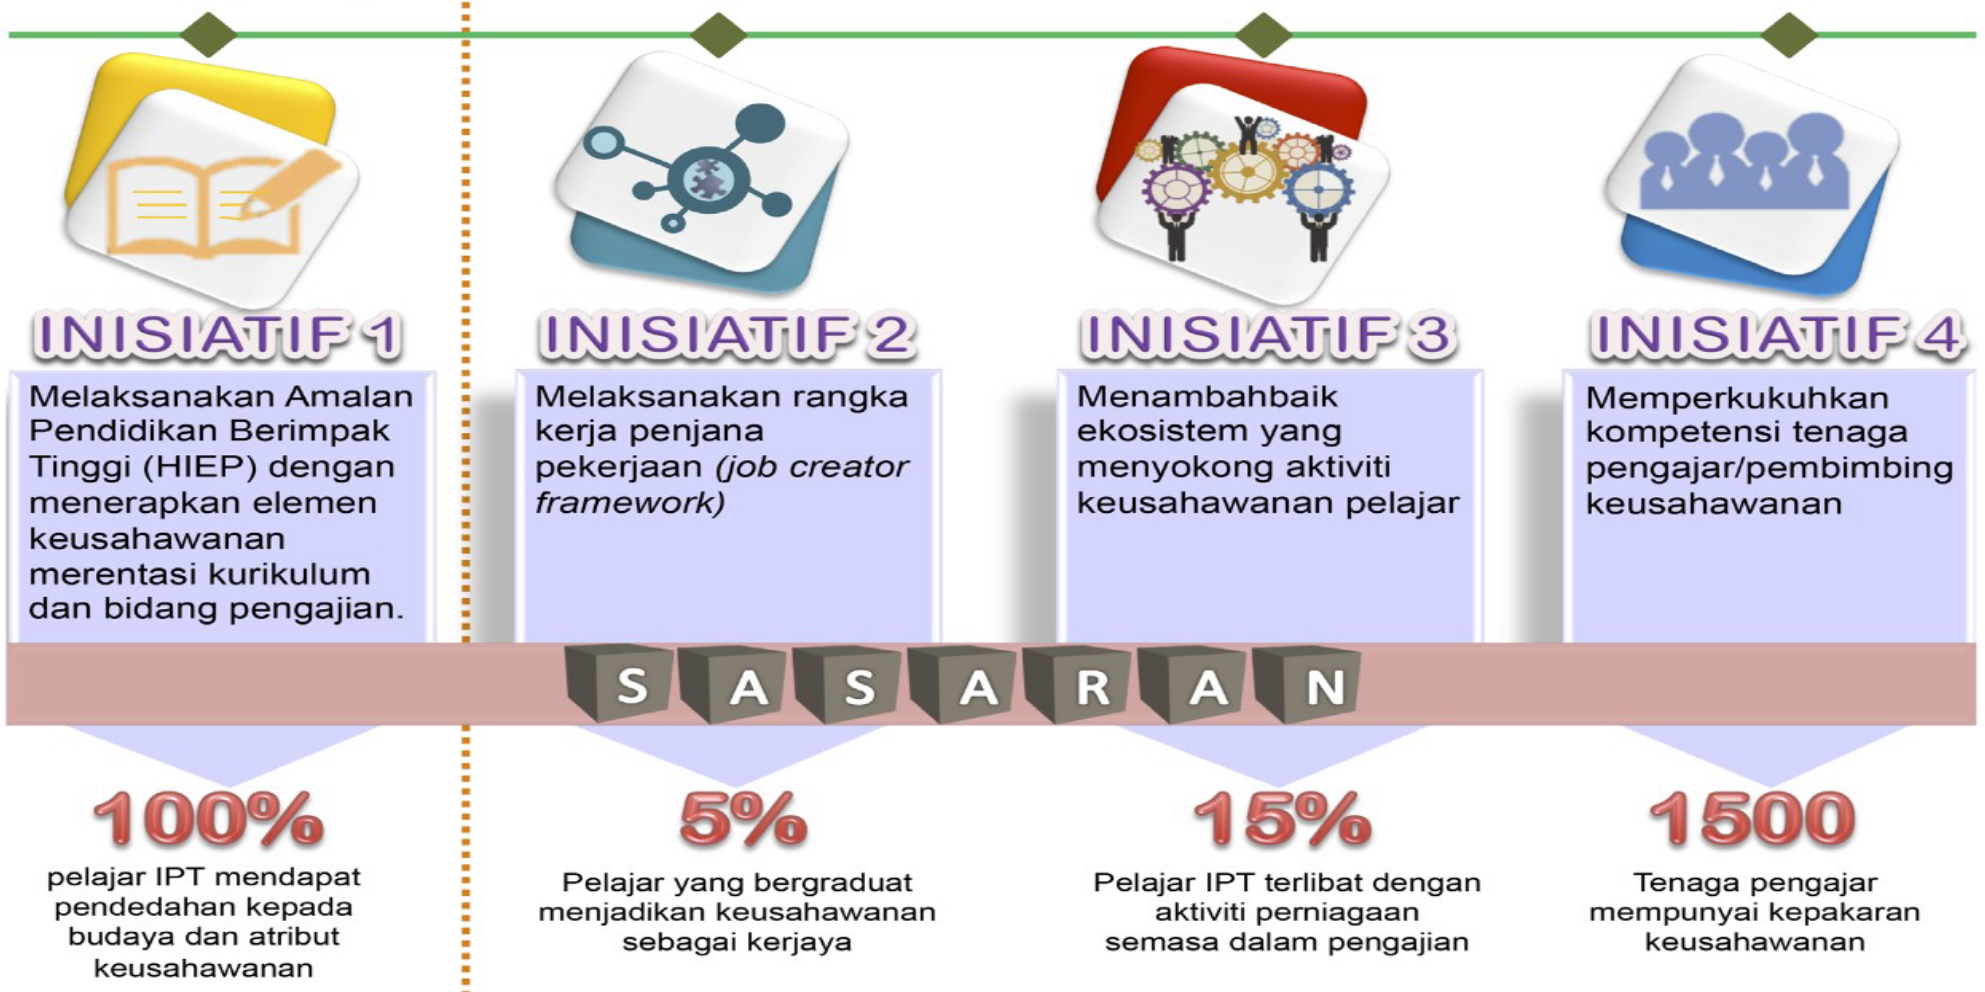 INISIATIF 1
Melaksanakan Amalan
Pendidikan Berimpak
Tinggi (HIEP) dengan
menerapkan elemen
keusahawanan
merentasi kurikulum
dan bidang pengajian.
INISIATIF 2
Melaksanakan rangka
kerja penjana
pekerjaan (job creator
framework)
INISIATIF 3
Menambahbaik
ekosistem yang
menyokong aktiviti
keusahawanan pelajar
INISIATIF 4
Memperkukuhkan
kompetensi tenaga
pengajar/pembimbing
keusahawanan
SASARAN
100%
pelajar IPT mendapat
pendedahan kepada
budaya dan atribut
keusahawanan
5%
Pelajar yang bergraduat
menjadikan keusahawanan
sebagai kerjaya
15%
Pelajar IPT terlibat dengan
aktiviti perniagaan
semasa dalam pengajian
1500
Tenaga pengajar
mempunyai kepakaran
keusahawanan